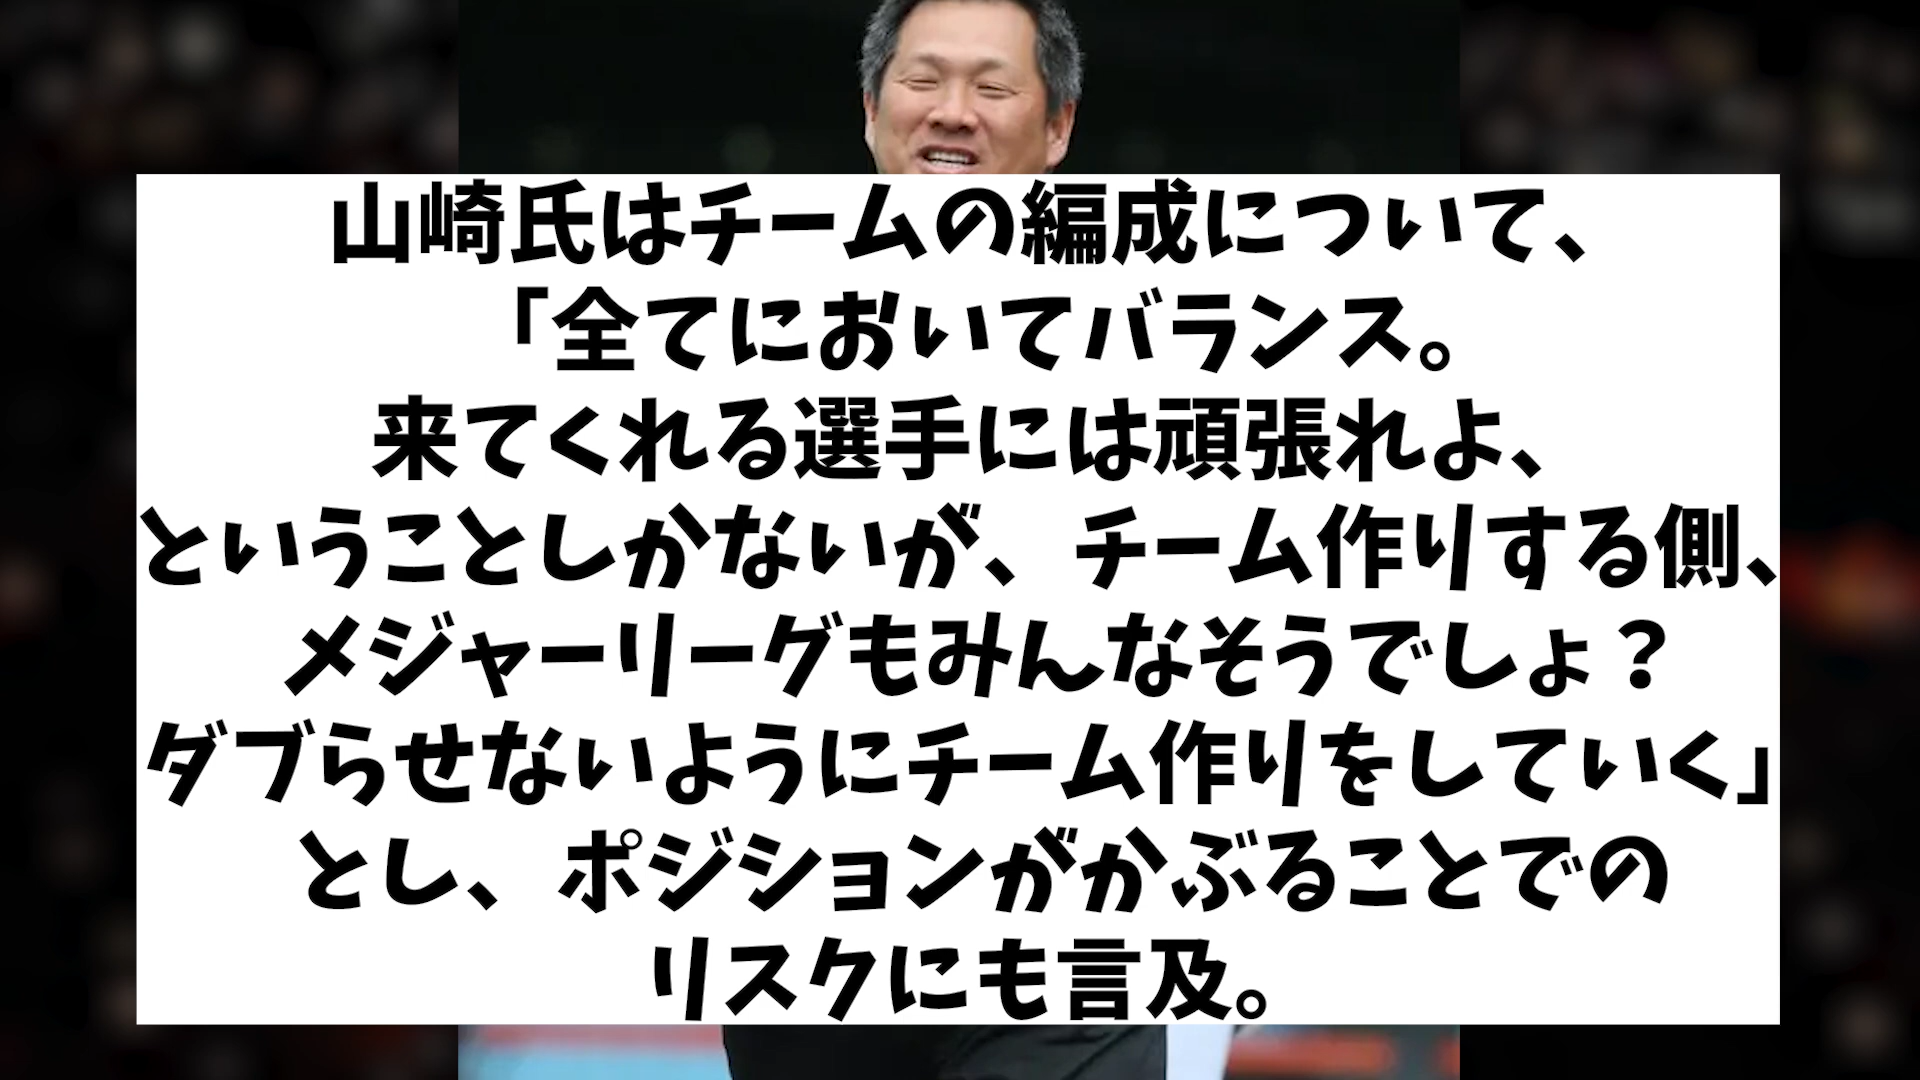 山崎氏はチームの編成について、
「全てにおいてバランス。
来てくれる選手には頑張れよ、
ということしかないが、チーム作りする側、
メジャーリーグもみんなそうでしょ？
ダブらせないようにチーム作りをしていく」
とし、ポジションがかぶることでの
リスクにも言及。